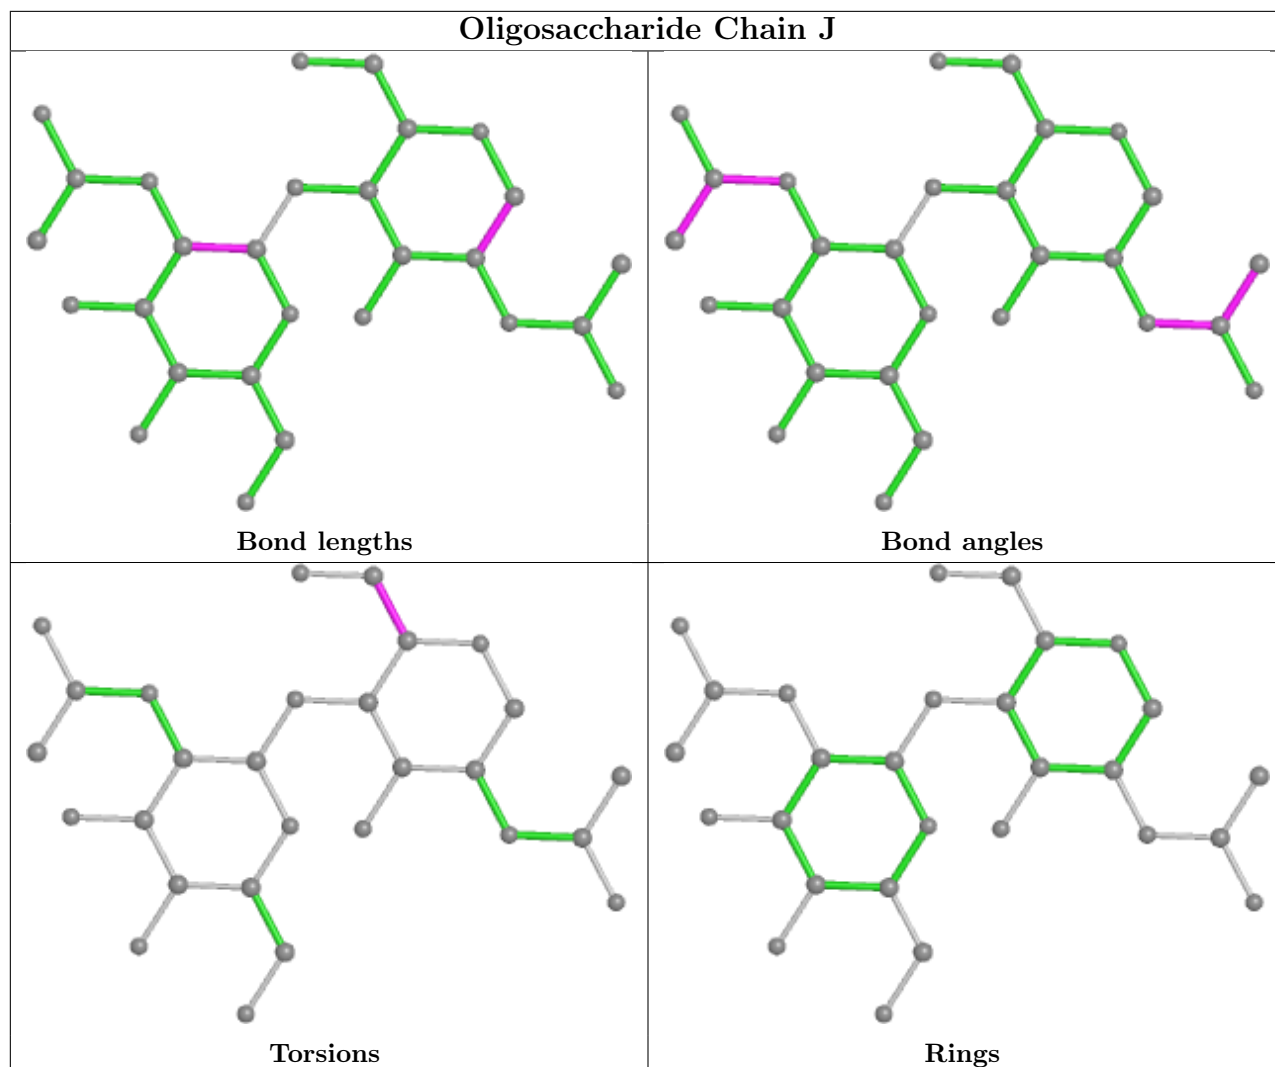 Oligosaccharide Chain J
Bond lengths
Bond angles
Torsions
Rings